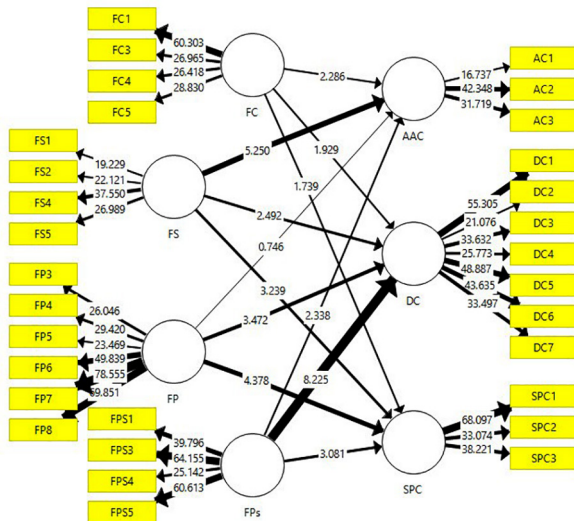 FC1
FC3
FC4
FC5
60.303
26.965
26.418
28.830
FC
FS1
FS2
FS4
FS5
19.229
22.121
37.550
26.989
FS
FP3
FP4
FP5
FP6
FP7
FP8
26.046
29.420
23.469
49.839
78.555
69.851
FP
FPS1
FPS3
FPS4
FPS5
39.796
64.155
25.142
60.613
FPs
2.286
1.929
1.739
5.250
2.492
3.239
0.746
3.472
4.378
2.338
8.225
3.081
AAC
16.737
42.348
31.719
AC1
AC2
AC3
DC
55.305
21.076
33.632
25.773
48.887
43.635
33.497
DC1
DC2
DC3
DC4
DC5
DC6
DC7
SPC
68.097
33.074
38.221
SPC1
SPC2
SPC3